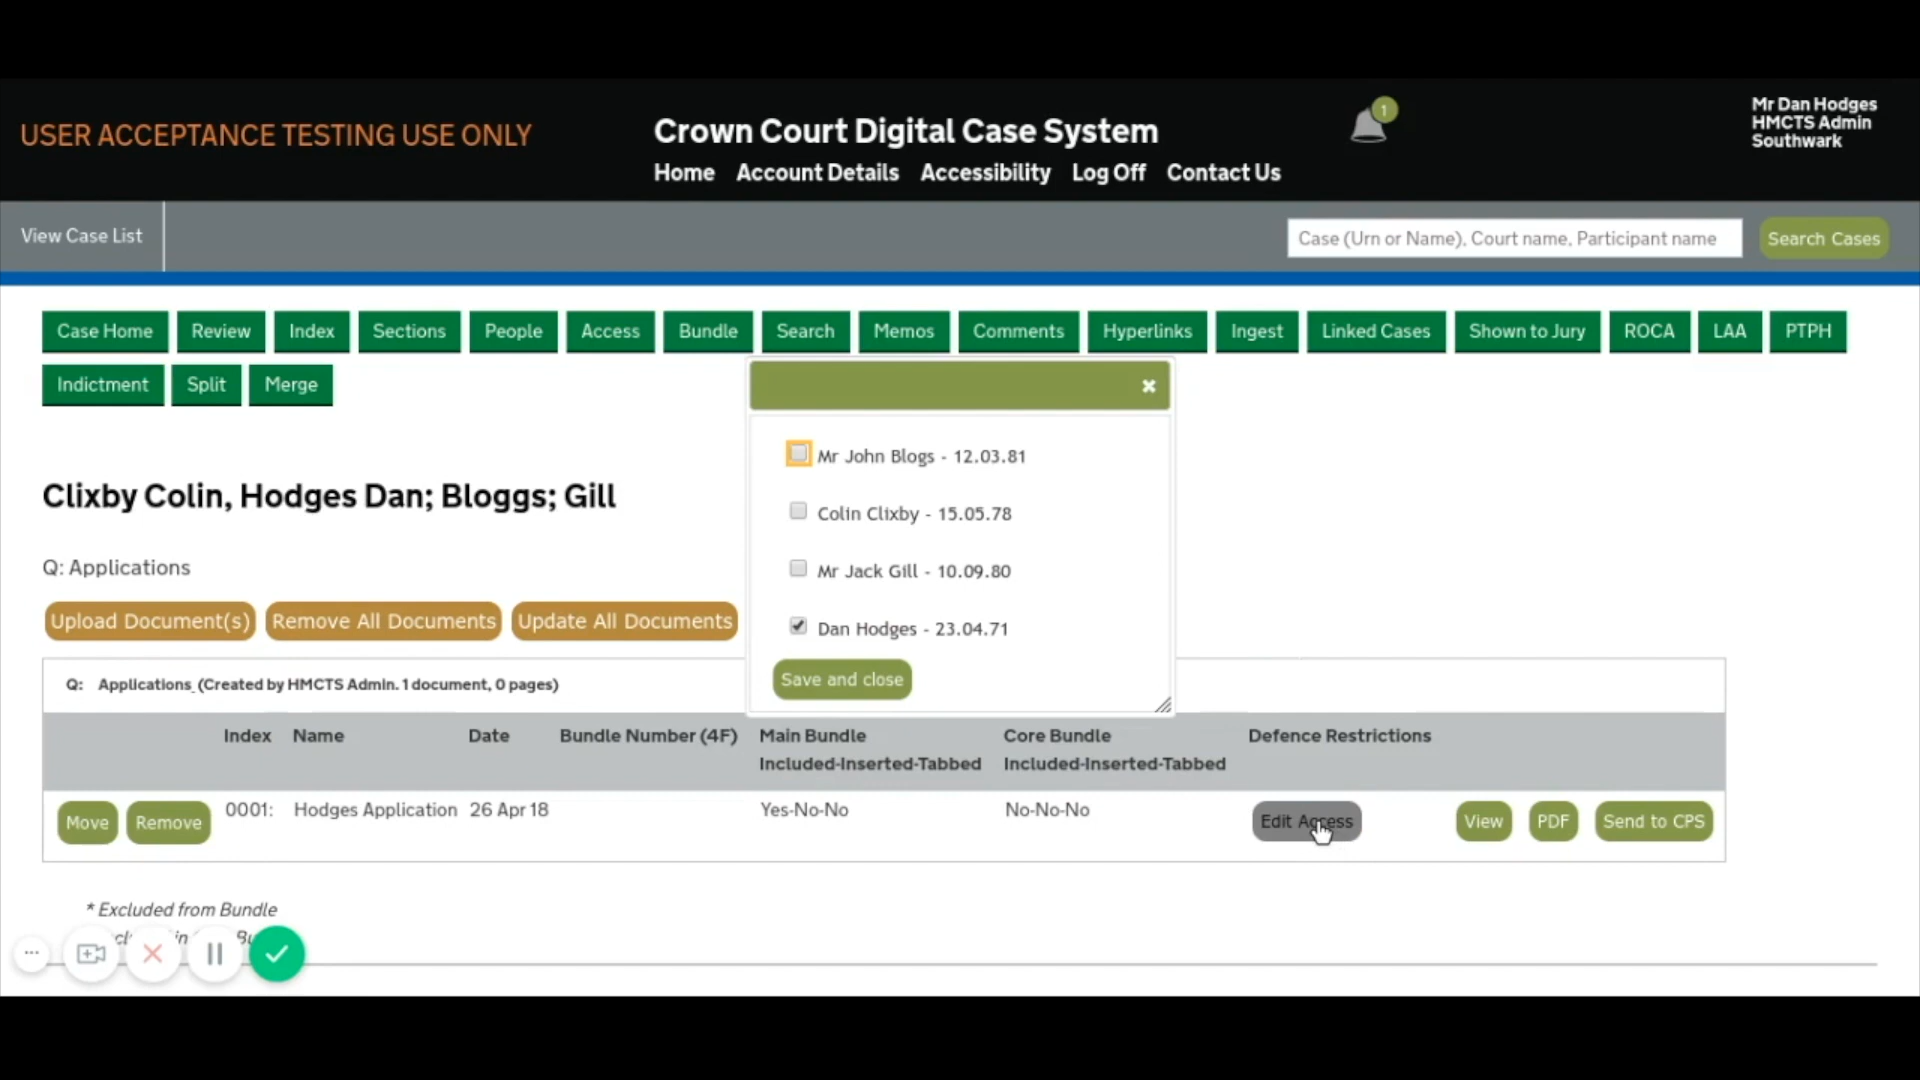 USER ACCEPTANCE TESTING USE ONLY
Crown Court Digital Case System
1
Mr Dan Hodges
HMCTS Admin
Southwark
Home Account Details Accessibility Log Off Contact Us
View Case List
Case (Urn or Name), Court name, Participant name
Search Cases
Case Home Review Index Sections People Access Bundle Search Memos Comments Hyperlinks Ingest Linked Cases Shown to Jury ROCA LAA PTPH
Indictment Split Merge
Mr John Blogs - 12.03.81
Colin Clixby - 15.05.78
Mr Jack Gill - 10.09.80
Dan Hodges - 23.04.71
Save and close
Clixby Colin, Hodges Dan; Bloggs; Gill
Q: Applications
Upload Document(s) Remove All Documents Update All Documents
Q: Applications (Created by HMCTS Admin. 1 document, 0 pages)
Index Name Date Bundle Number (4F) Main Bundle Core Bundle Defence Restrictions
Included-Inserted-Tabbed Included-Inserted-Tabbed
Move Remove 0001: Hodges Application 26 Apr 18 Yes-No-No No-No-No Edit Access View PDF Send to CPS
* Excluded from Bundle